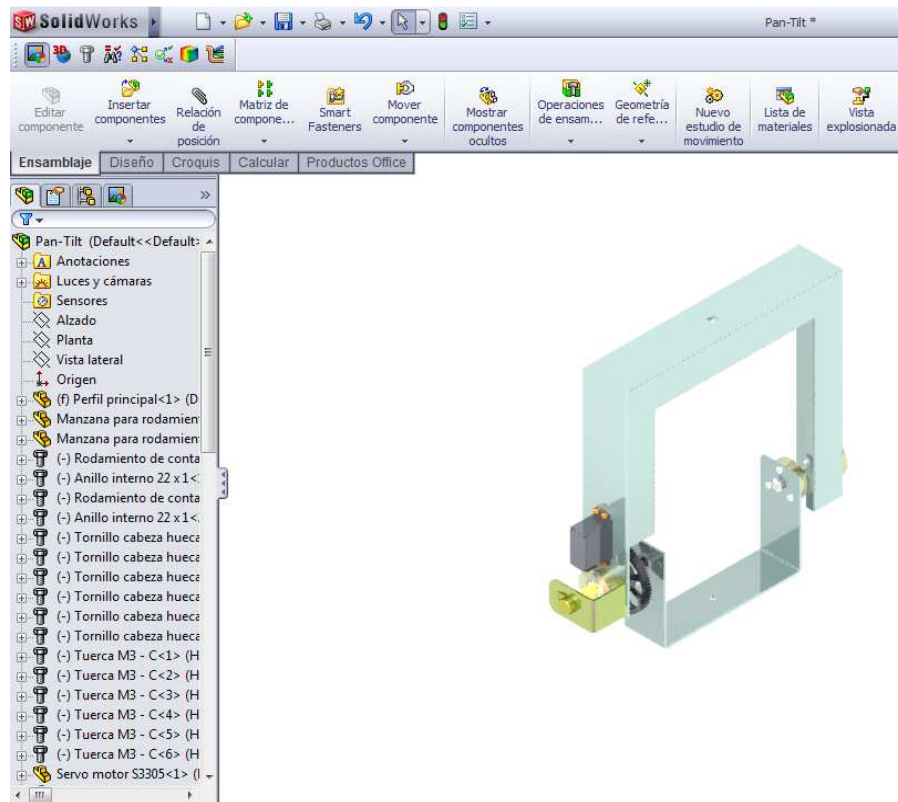 SolidWorks
Pan-Tilt *
Editar componente
Insertar componentes
Relación de posición
Matriz de compone...
Smart Fasteners
Mover componente
Mostrar componentes ocultos
Operaciones de ensam...
Geometría de refe...
Nuevo estudio de movimiento
Lista de materiales
Vista explosionada
Ensamblaje Diseño Croquis Calcular Productos Office
Pan-Tilt (Default<<Default>
Anotaciones
Luces y cámaras
Sensores
Alzado
Planta
Vista lateral
Origen
(f) Perfil principal<1> (D
Manzana para rodamien
Manzana para rodamien
(-) Rodamiento de conta
(-) Anillo interno 22 x 1<
(-) Rodamiento de conta
(-) Anillo interno 22 x 1<
(-) Tornillo cabeza hueca
(-) Tornillo cabeza hueca
(-) Tornillo cabeza hueca
(-) Tornillo cabeza hueca
(-) Tornillo cabeza hueca
(-) Tornillo cabeza hueca
(-) Tuerca M3 - C<1> (H
(-) Tuerca M3 - C<2> (H
(-) Tuerca M3 - C<3> (H
(-) Tuerca M3 - C<4> (H
(-) Tuerca M3 - C<5> (H
(-) Tuerca M3 - C<6> (H
Servo motor S3305<1> (